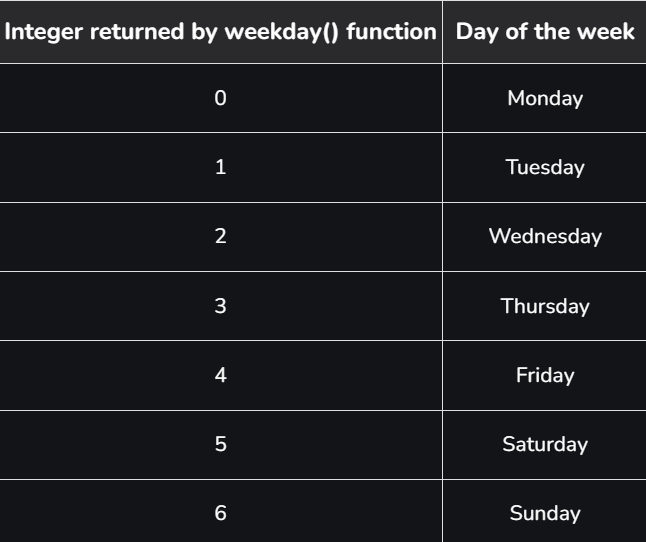 Integer returned by weekday() function Day of the week
0 Monday
1 Tuesday
2 Wednesday
3 Thursday
4 Friday
5 Saturday
6 Sunday